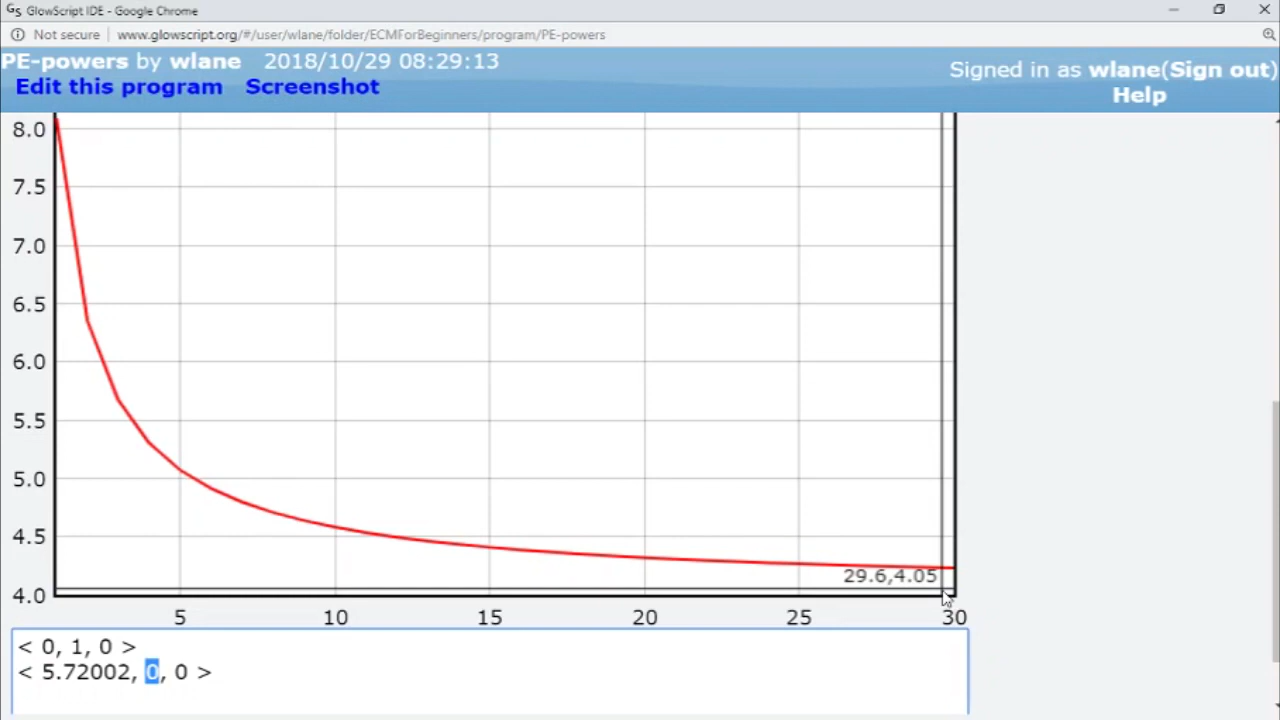 GlowScript IDE - Google Chrome
Not secure www.glowscript.org/#/user/wlane/folder/ECMForBeginners/program/PE-powers
PE-powers by wlane 2018/10/29 08:29:13
Signed in as wlane(Sign out)
Edit this program Screenshot
Help
8.0
7.5
7.0
6.5
6.0
5.5
5.0
4.5
4.0
29.6,4.05
5 10 15 20 25 30
< 0, 1, 0 >
< 5.72002, 0, 0 >